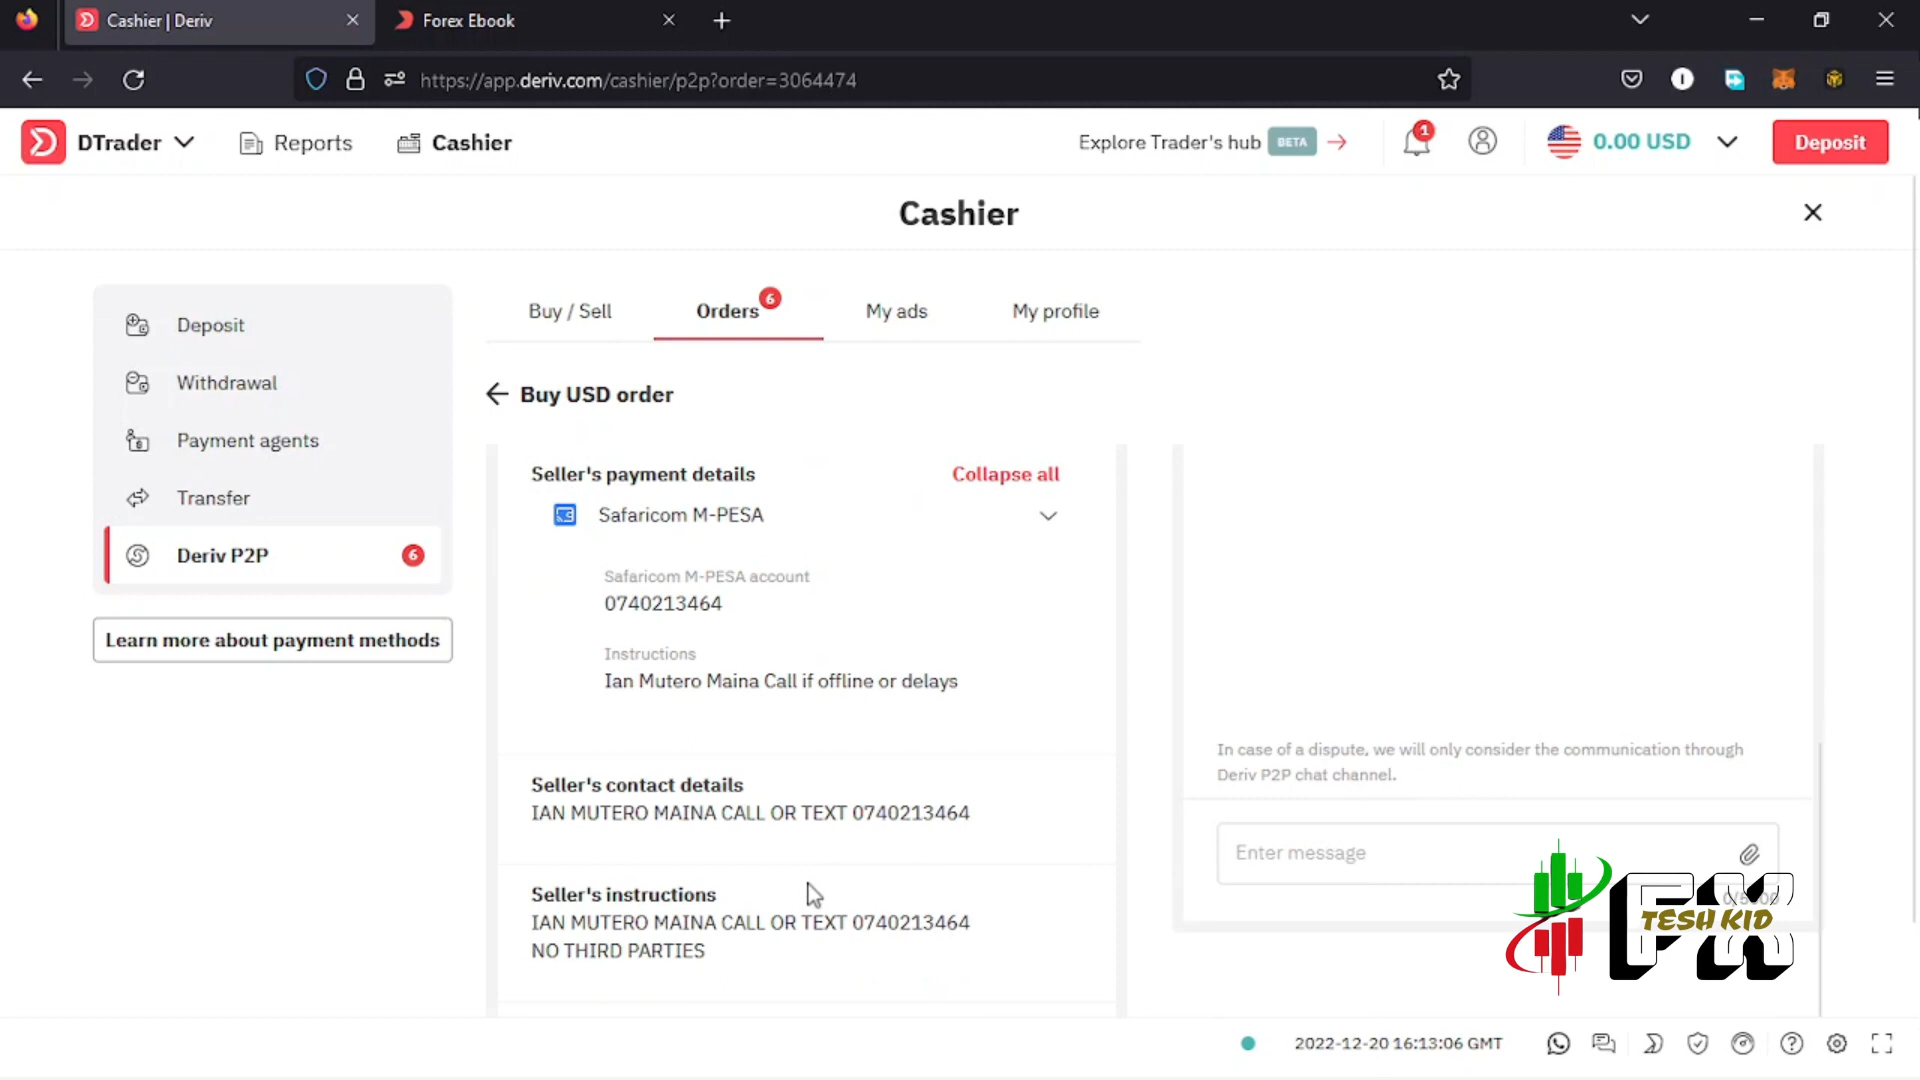 Cashier | Deriv
Forex Ebook
https://app.deriv.com/cashier/p2p?order=3064474
DTrader
Reports
Cashier
Explore Trader's hub BETA
1
0.00 USD
Deposit
Cashier
Deposit
Withdrawal
Payment agents
Transfer
Deriv P2P 6
Learn more about payment methods
Buy / Sell
Orders 6
My ads
My profile
Buy USD order
Seller's payment details
Collapse all
Safaricom M-PESA
Safaricom M-PESA account
0740213464
Instructions
Ian Mutero Maina Call if offline or delays
Seller's contact details
IAN MUTERO MAINA CALL OR TEXT 0740213464
Seller's instructions
IAN MUTERO MAINA CALL OR TEXT 0740213464
NO THIRD PARTIES
In case of a dispute, we will only consider the communication through
Deriv P2P chat channel.
Enter message
FX
TESH KID
2022-12-20 16:13:06 GMT